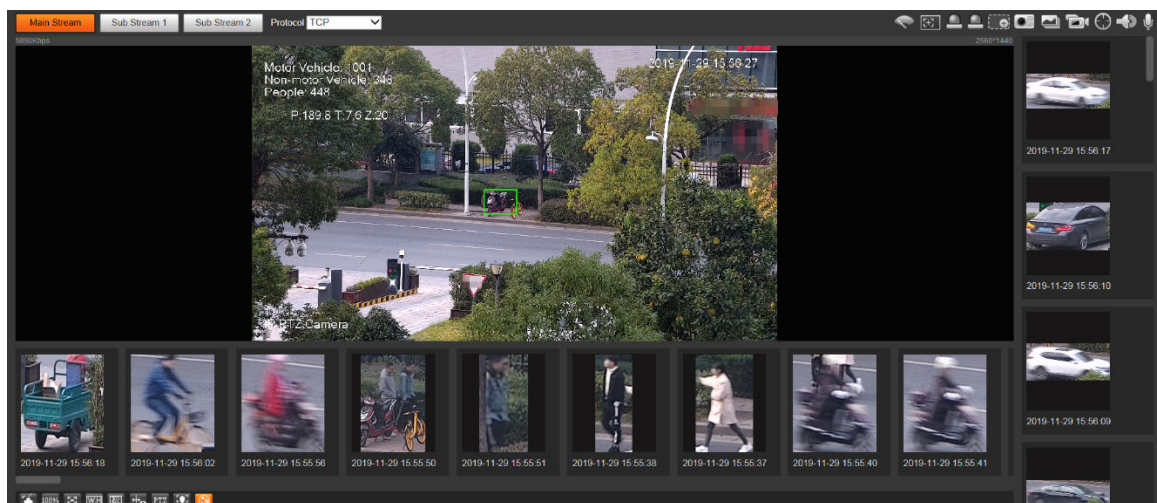 Main Stream Sub Stream 1 Sub Stream 2 Protocol TCP
5890Kbps 2560*1440
Motor Vehicle: 1001 2019-11-29 15:56:27
Non-motor Vehicle: 348
People: 448
P:189.8 T:7.6 Z:20
PTZ Camera
2019-11-29 15:56:17
2019-11-29 15:56:10
2019-11-29 15:56:09
2019-11-29 15:56:18 2019-11-29 15:56:02 2019-11-29 15:55:56 2019-11-29 15:55:50 2019-11-29 15:55:51 2019-11-29 15:55:38 2019-11-29 15:55:37 2019-11-29 15:55:40 2019-11-29 15:55:41
100% W:H PTZ